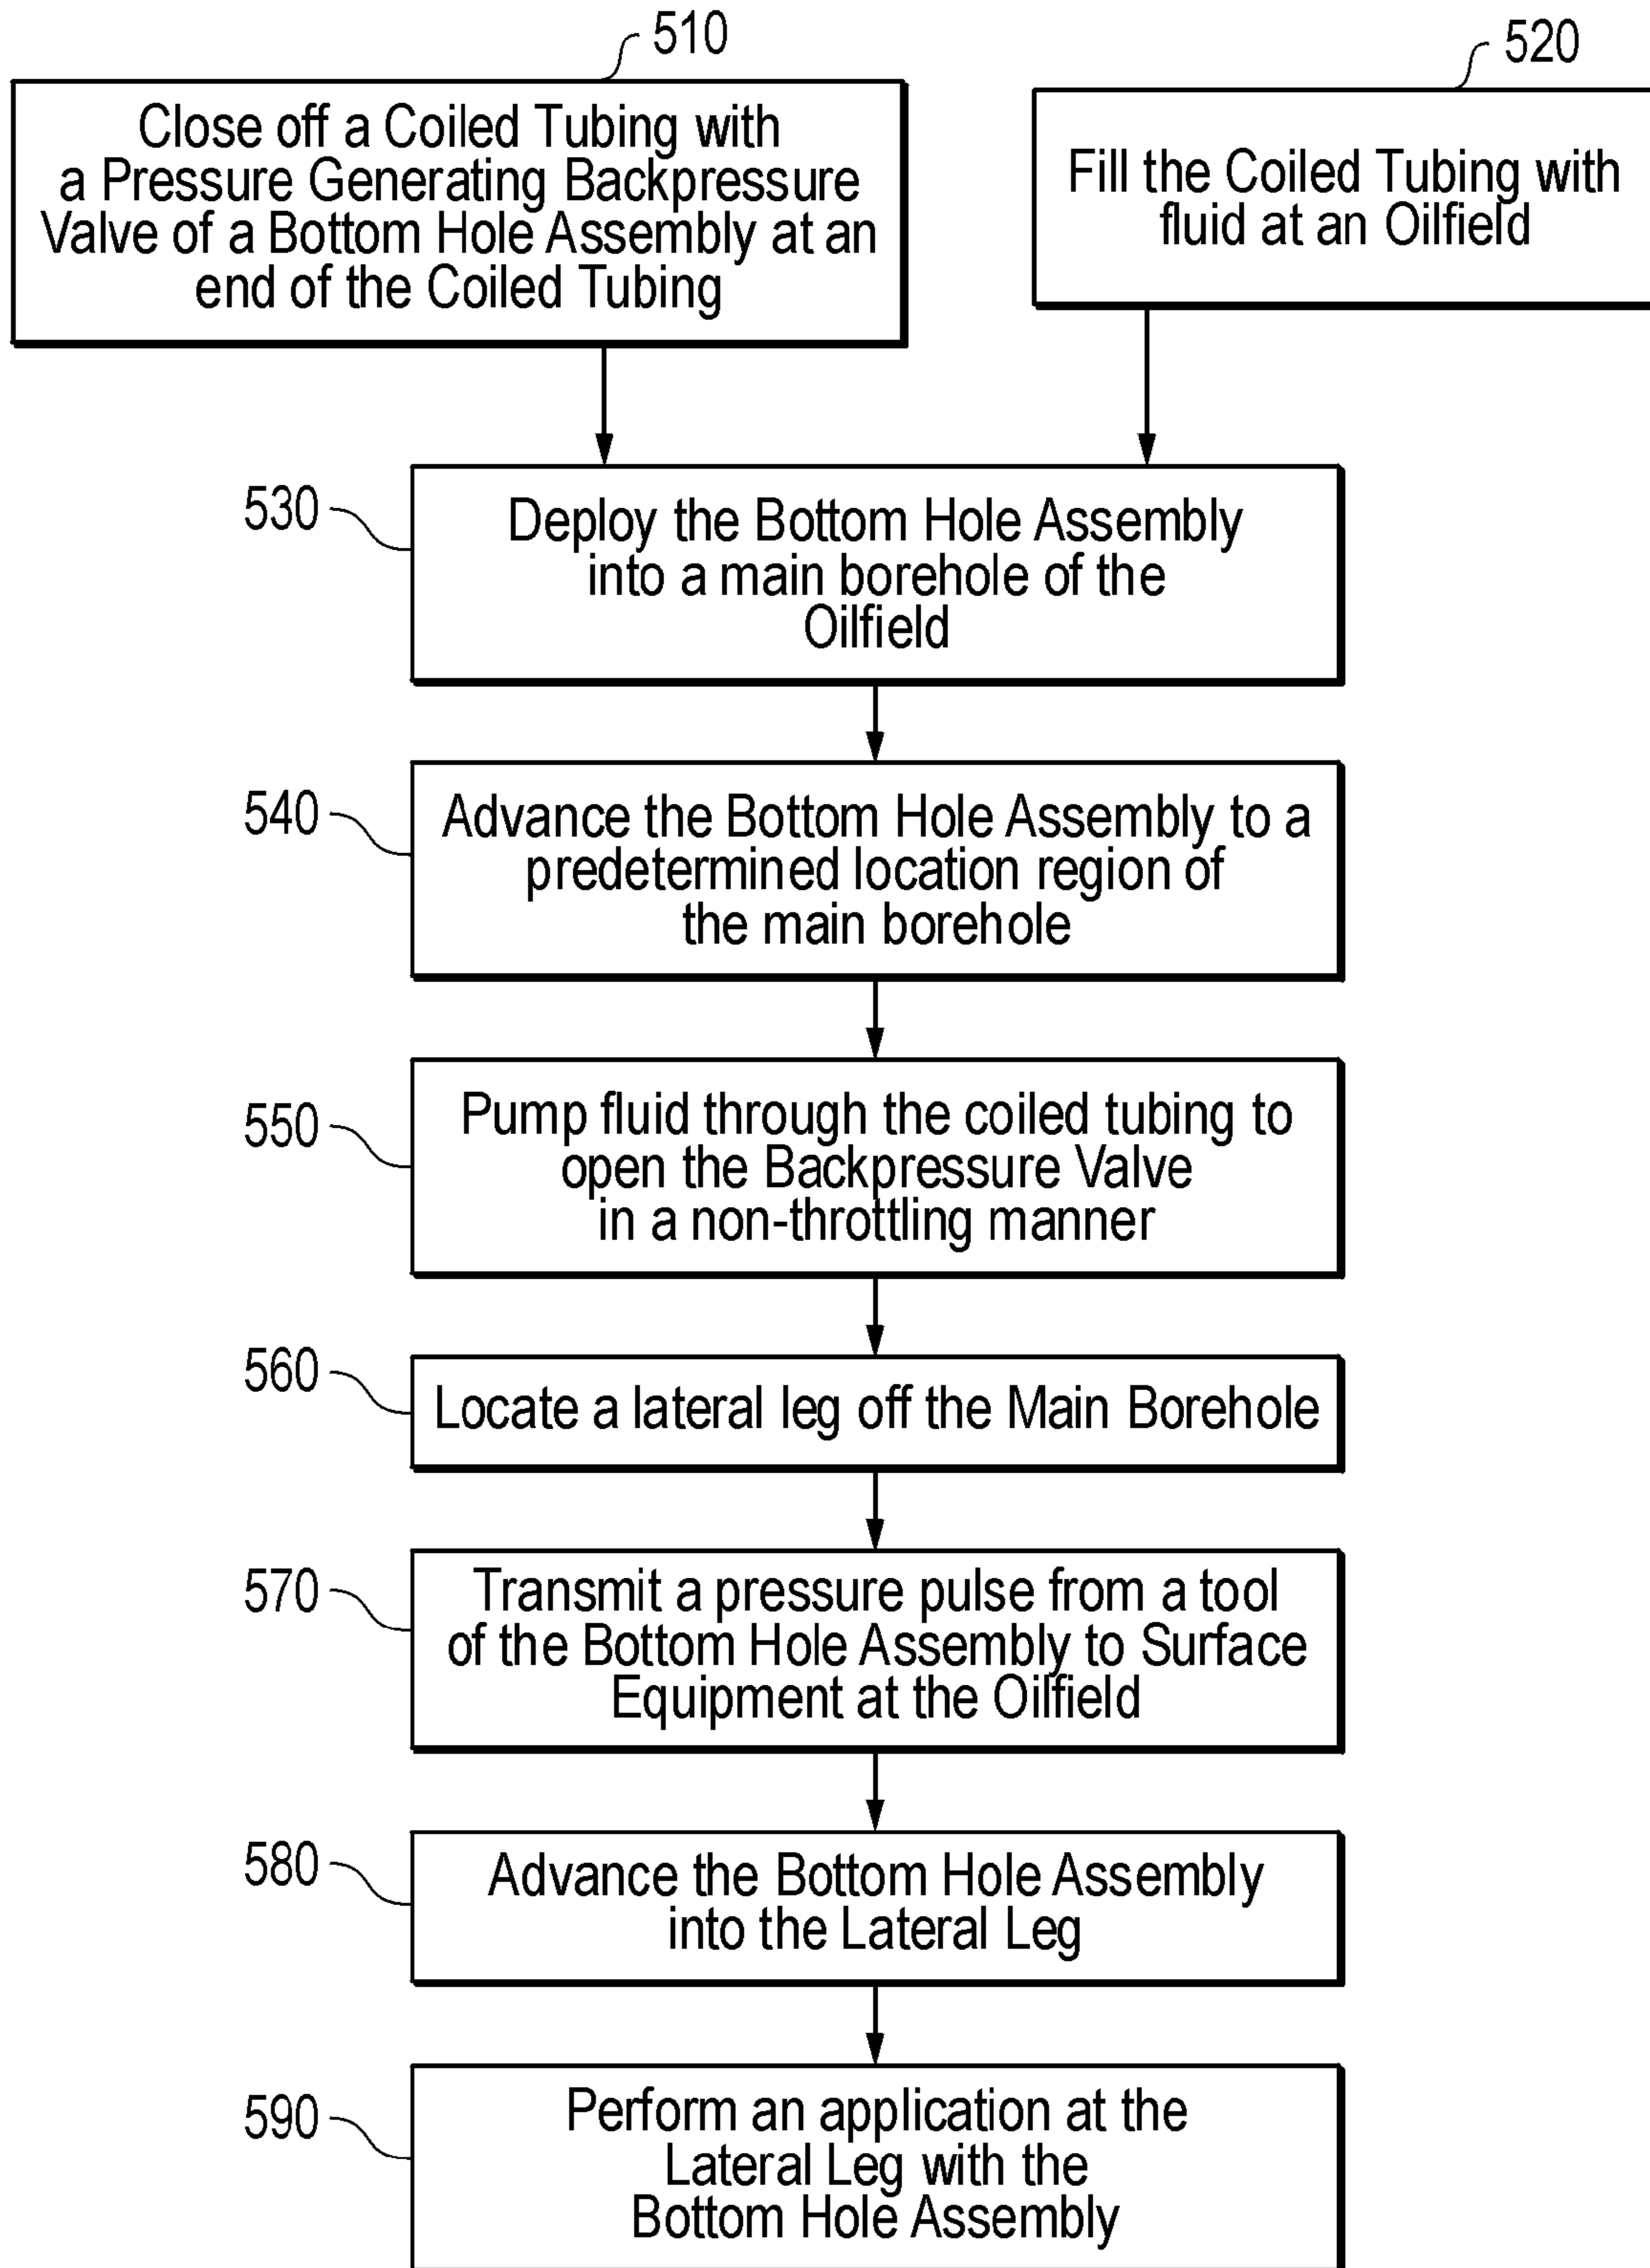 510
Close off a Coiled Tubing with
a Pressure Generating Backpressure
Valve of a Bottom Hole Assembly at an
end of the Coiled Tubing
520
Fill the Coiled Tubing with
fluid at an Oilfield
530
Deploy the Bottom Hole Assembly
into a main borehole of the
Oilfield
540
Advance the Bottom Hole Assembly to a
predetermined location region of
the main borehole
550
Pump fluid through the coiled tubing to
open the Backpressure Valve
in a non-throttling manner
560
Locate a lateral leg off the Main Borehole
570
Transmit a pressure pulse from a tool
of the Bottom Hole Assembly to Surface
Equipment at the Oilfield
580
Advance the Bottom Hole Assembly
into the Lateral Leg
590
Perform an application at the
Lateral Leg with the
Bottom Hole Assembly